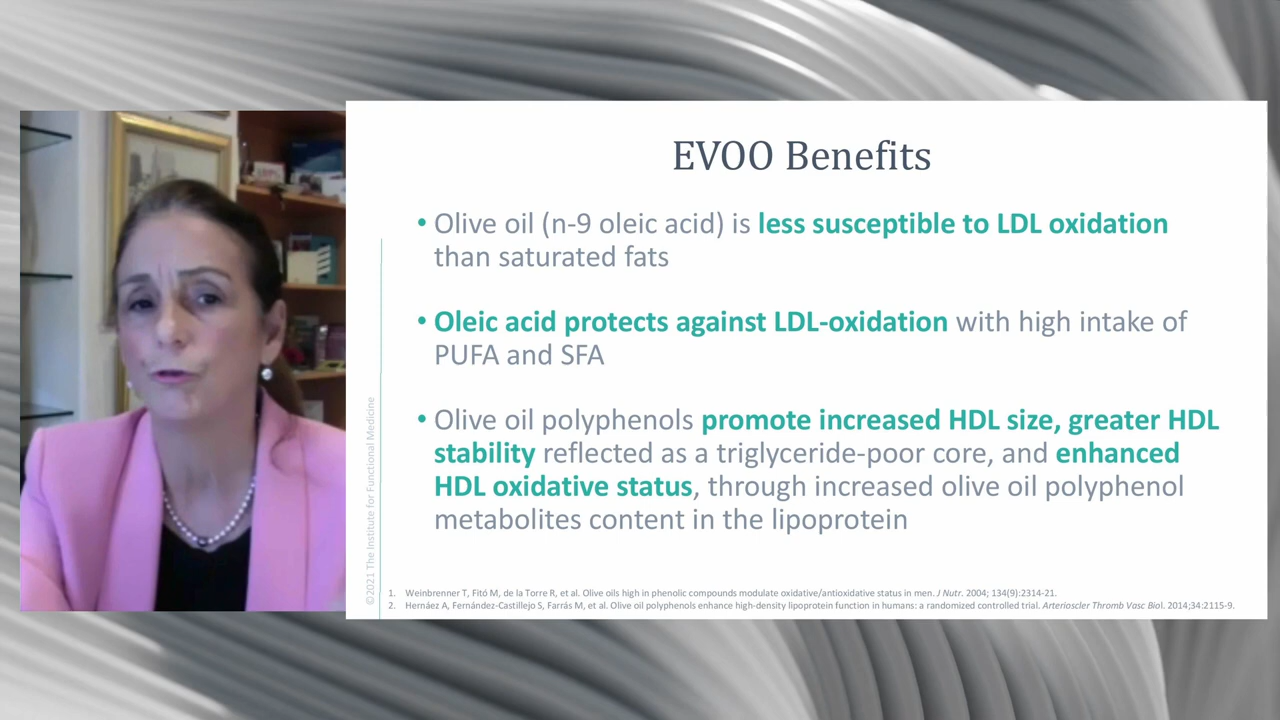 EVOO Benefits
• Olive oil (n-9 oleic acid) is less susceptible to LDL oxidation
than saturated fats
• Oleic acid protects against LDL-oxidation with high intake of
PUFA and SFA
• Olive oil polyphenols promote increased HDL size, greater HDL
stability reflected as a triglyceride-poor core, and enhanced
HDL oxidative status, through increased olive oil polyphenol
metabolites content in the lipoprotein
©2021 The Institute for Functional Medicine
1. Weinbrenner T, Fitó M, de la Torre R, et al. Olive oils high in phenolic compounds modulate oxidative/antioxidative status in men. J Nutr. 2004; 134(9):2314-21.
2. Hernáez A, Fernández-Castillejo S, Farrás M, et al. Olive oil polyphenols enhance high-density lipoprotein function in humans: a randomized controlled trial. Arterioscler Thromb Vasc Biol. 2014;34:2115-9.